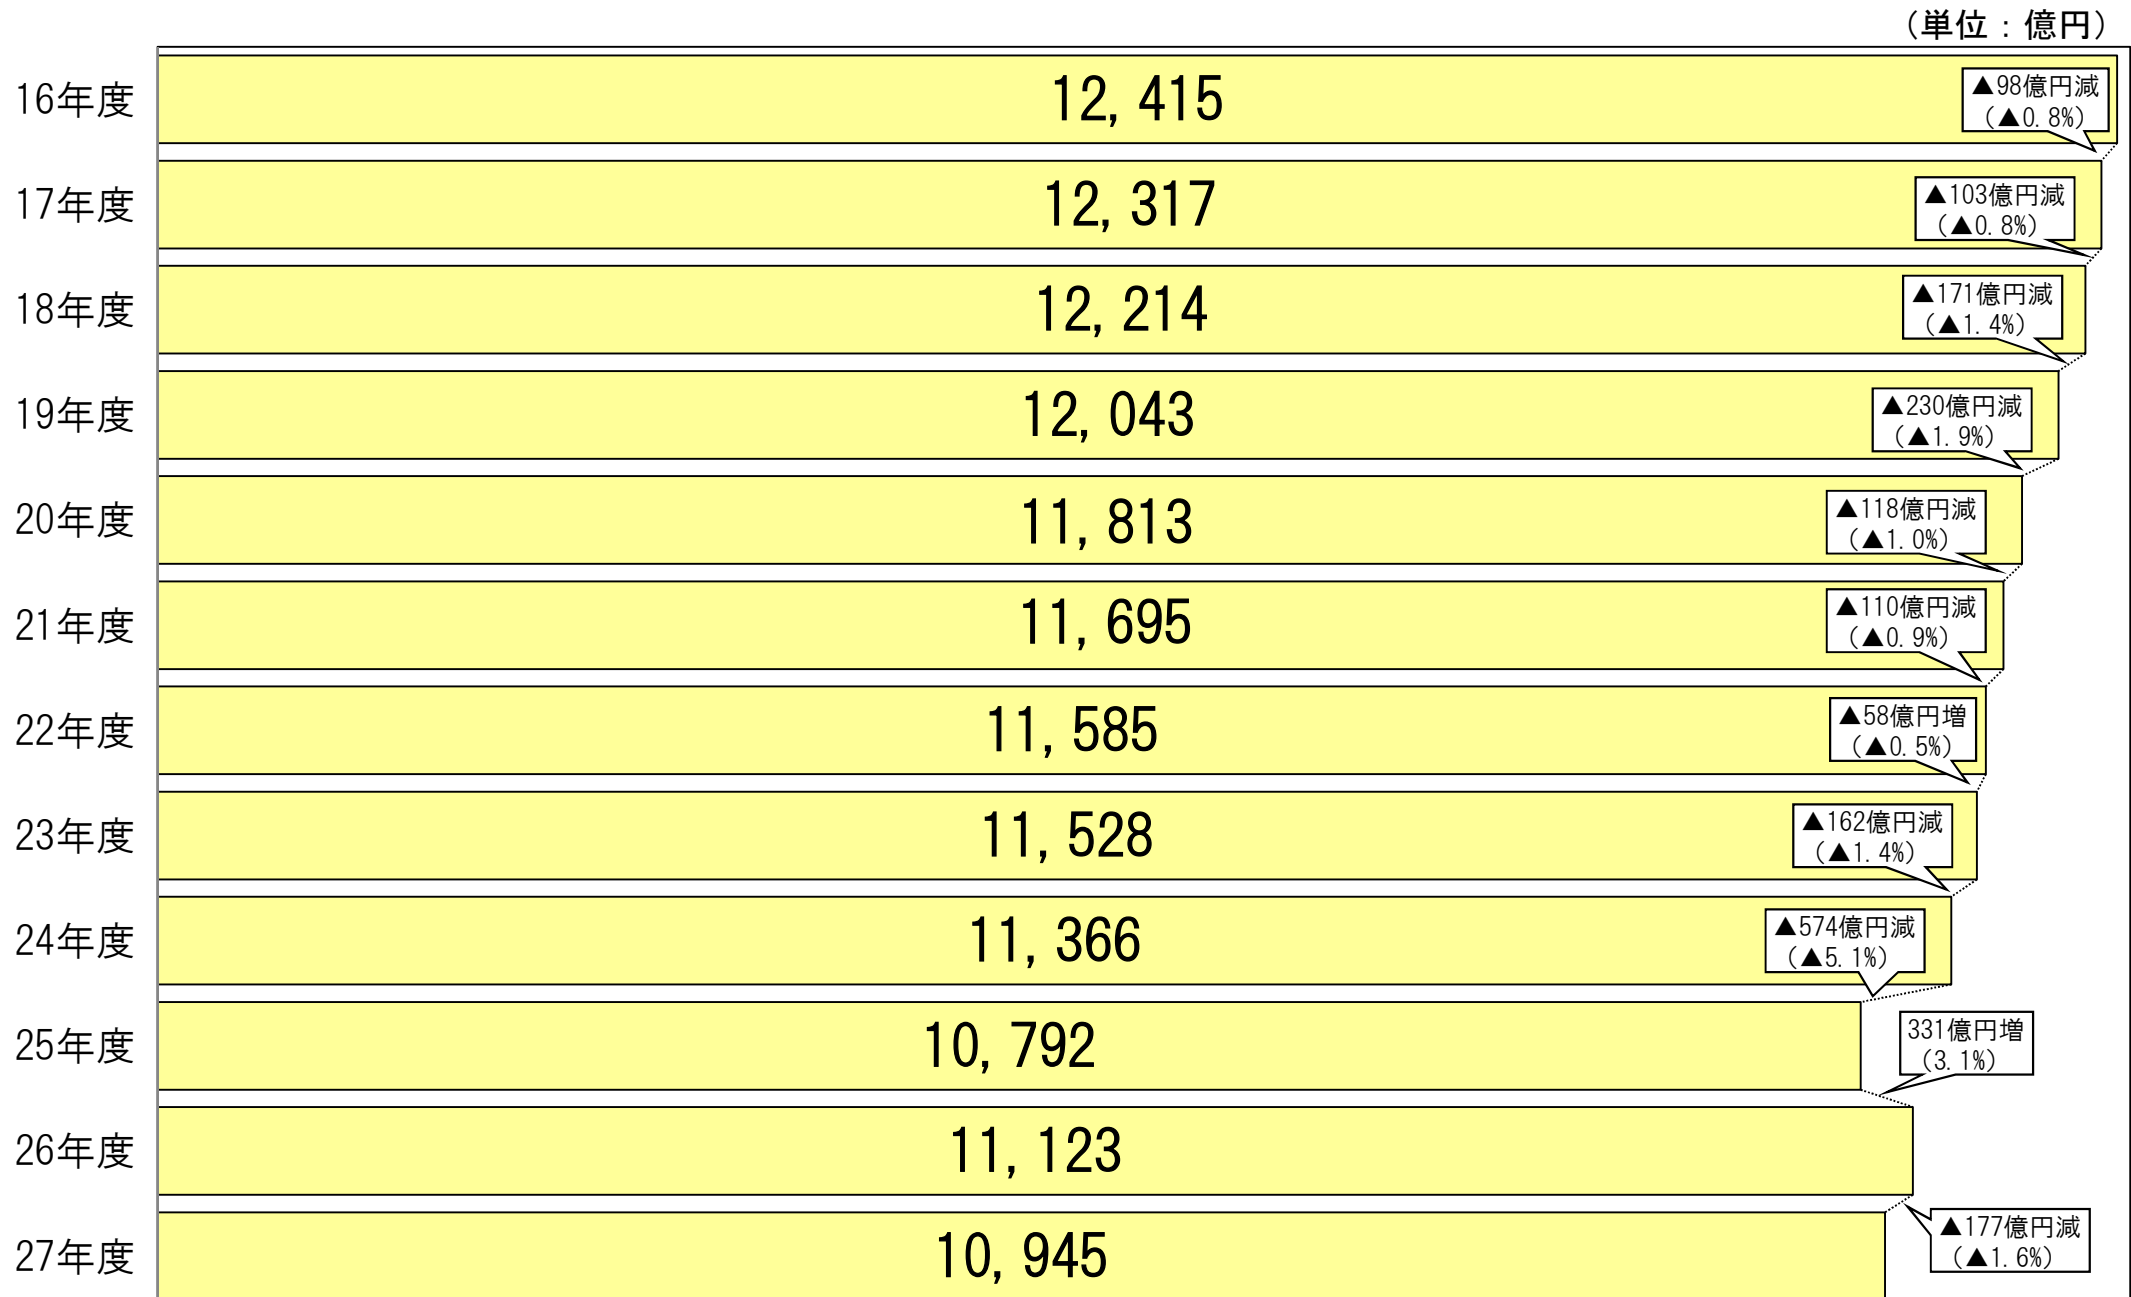 （単位：億円）
16年度
12,415
▲98億円減
（▲0.8%）
17年度
12,317
▲103億円減
（▲0.8%）
18年度
12,214
▲171億円減
（▲1.4%）
19年度
12,043
▲230億円減
（▲1.9%）
20年度
11,813
▲118億円減
（▲1.0%）
21年度
11,695
▲110億円減
（▲0.9%）
22年度
11,585
▲58億円増
（▲0.5%）
23年度
11,528
▲162億円減
（▲1.4%）
24年度
11,366
▲574億円減
（▲5.1%）
25年度
10,792
331億円増
（3.1%）
26年度
11,123
▲177億円減
（▲1.6%）
27年度
10,945